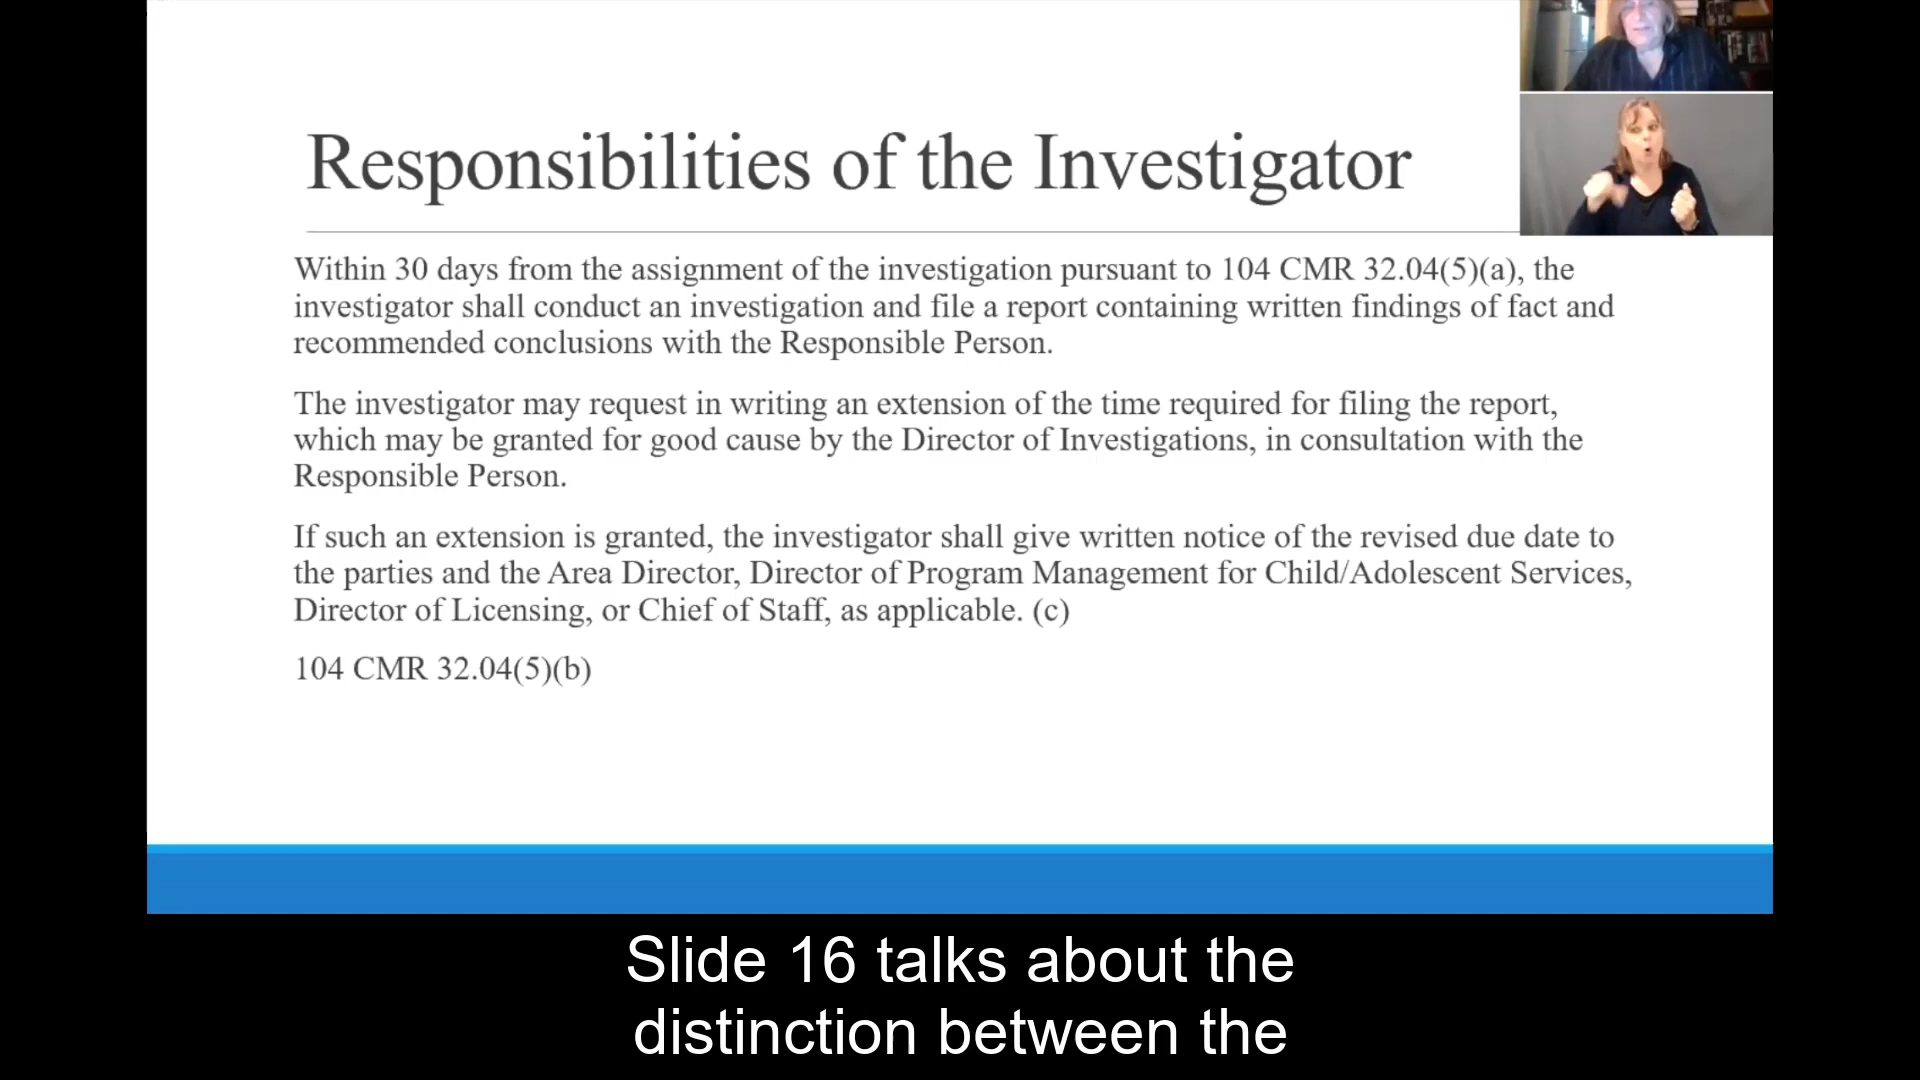 Responsibilities of the Investigator
Within 30 days from the assignment of the investigation pursuant to 104 CMR 32.04(5)(a), the
investigator shall conduct an investigation and file a report containing written findings of fact and
recommended conclusions with the Responsible Person.
The investigator may request in writing an extension of the time required for filing the report,
which may be granted for good cause by the Director of Investigations, in consultation with the
Responsible Person.
If such an extension is granted, the investigator shall give written notice of the revised due date to
the parties and the Area Director, Director of Program Management for Child/Adolescent Services,
Director of Licensing, or Chief of Staff, as applicable. (c)
104 CMR 32.04(5)(b)
Slide 16 talks about the
distinction between the